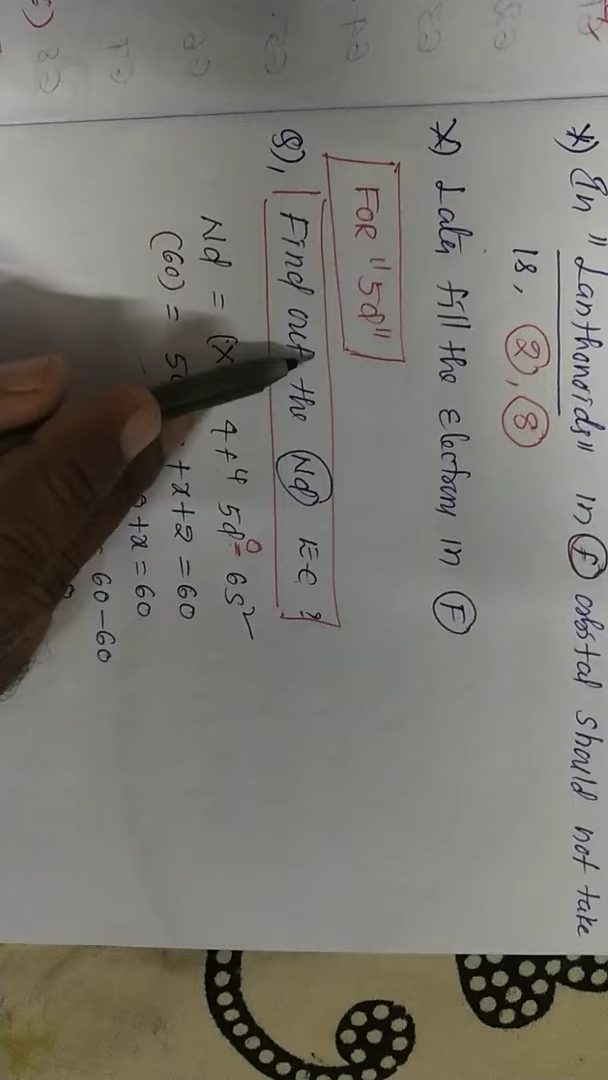 *) In "Lanthanoids" in f orbital should not take
18, 2, 8
*) Later fill the Electrons in F
FOR "5d"
Q), Find out the Nd E·C ?
Nd = (X 4f⁴ 5d⁰ 6s²
(60) = 5 + x + 2 = 60
+ x = 60
60 - 60